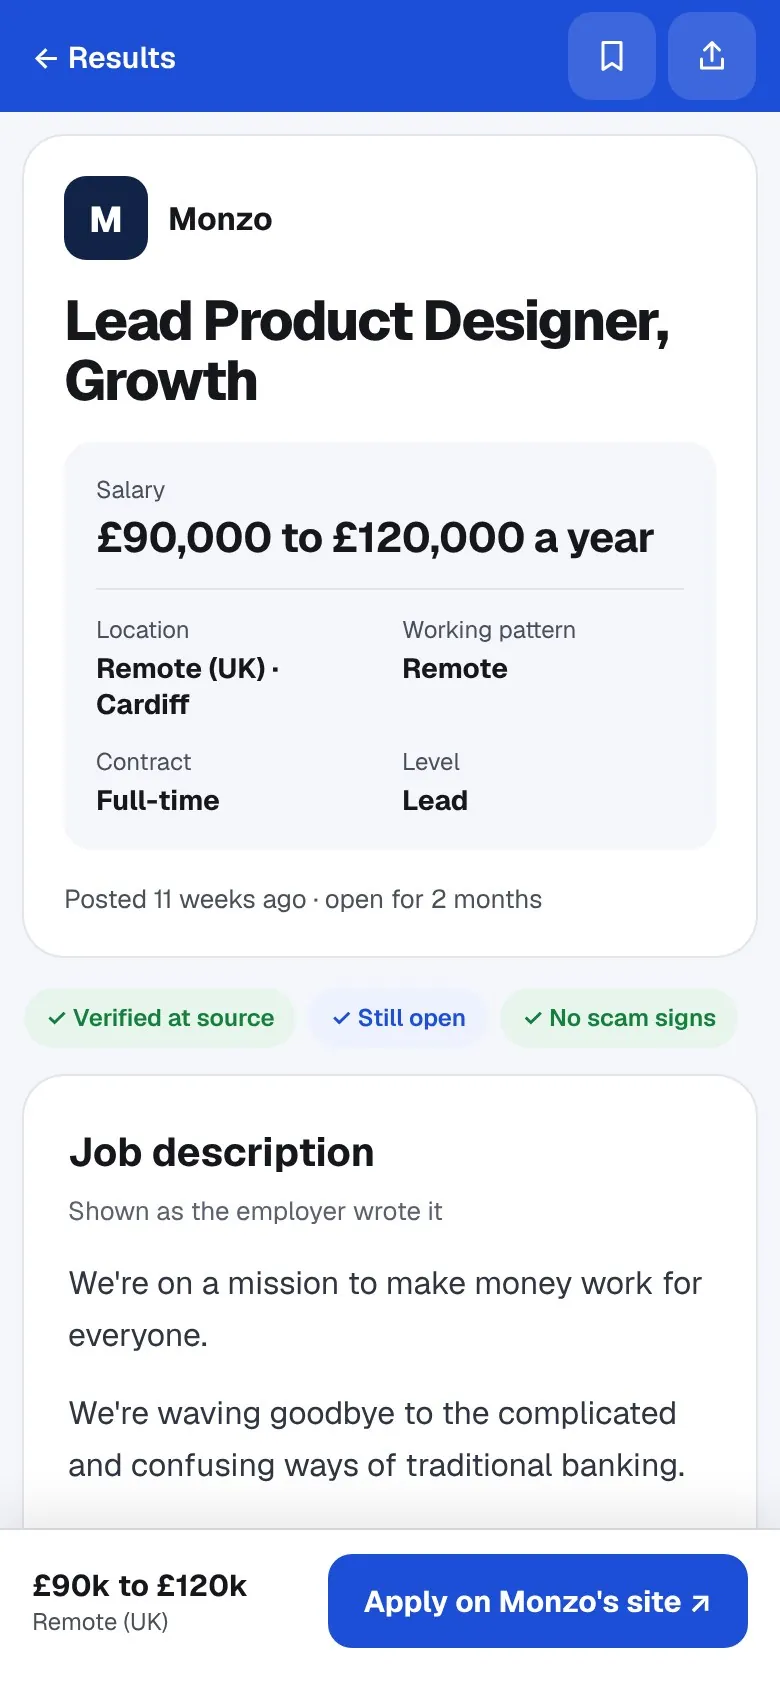 ← Results
M
Monzo
Lead Product Designer,
Growth
Salary
£90,000 to £120,000 a year
Location
Working pattern
Remote (UK) ·
Cardiff
Remote
Contract
Level
Full-time
Lead
Posted 11 weeks ago · open for 2 months
✓ Verified at source
✓ Still open
✓ No scam signs
Job description
Shown as the employer wrote it
We're on a mission to make money work for
everyone.
We're waving goodbye to the complicated
and confusing ways of traditional banking.
£90k to £120k
Remote (UK)
Apply on Monzo's site ↗